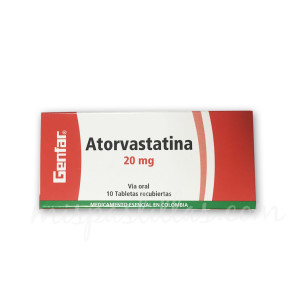 Genfar®
Atorvastatina
20 mg
Vía oral
10 Tabletas recubiertas
MEDICAMENTO ESENCIAL EN COLOMBIA